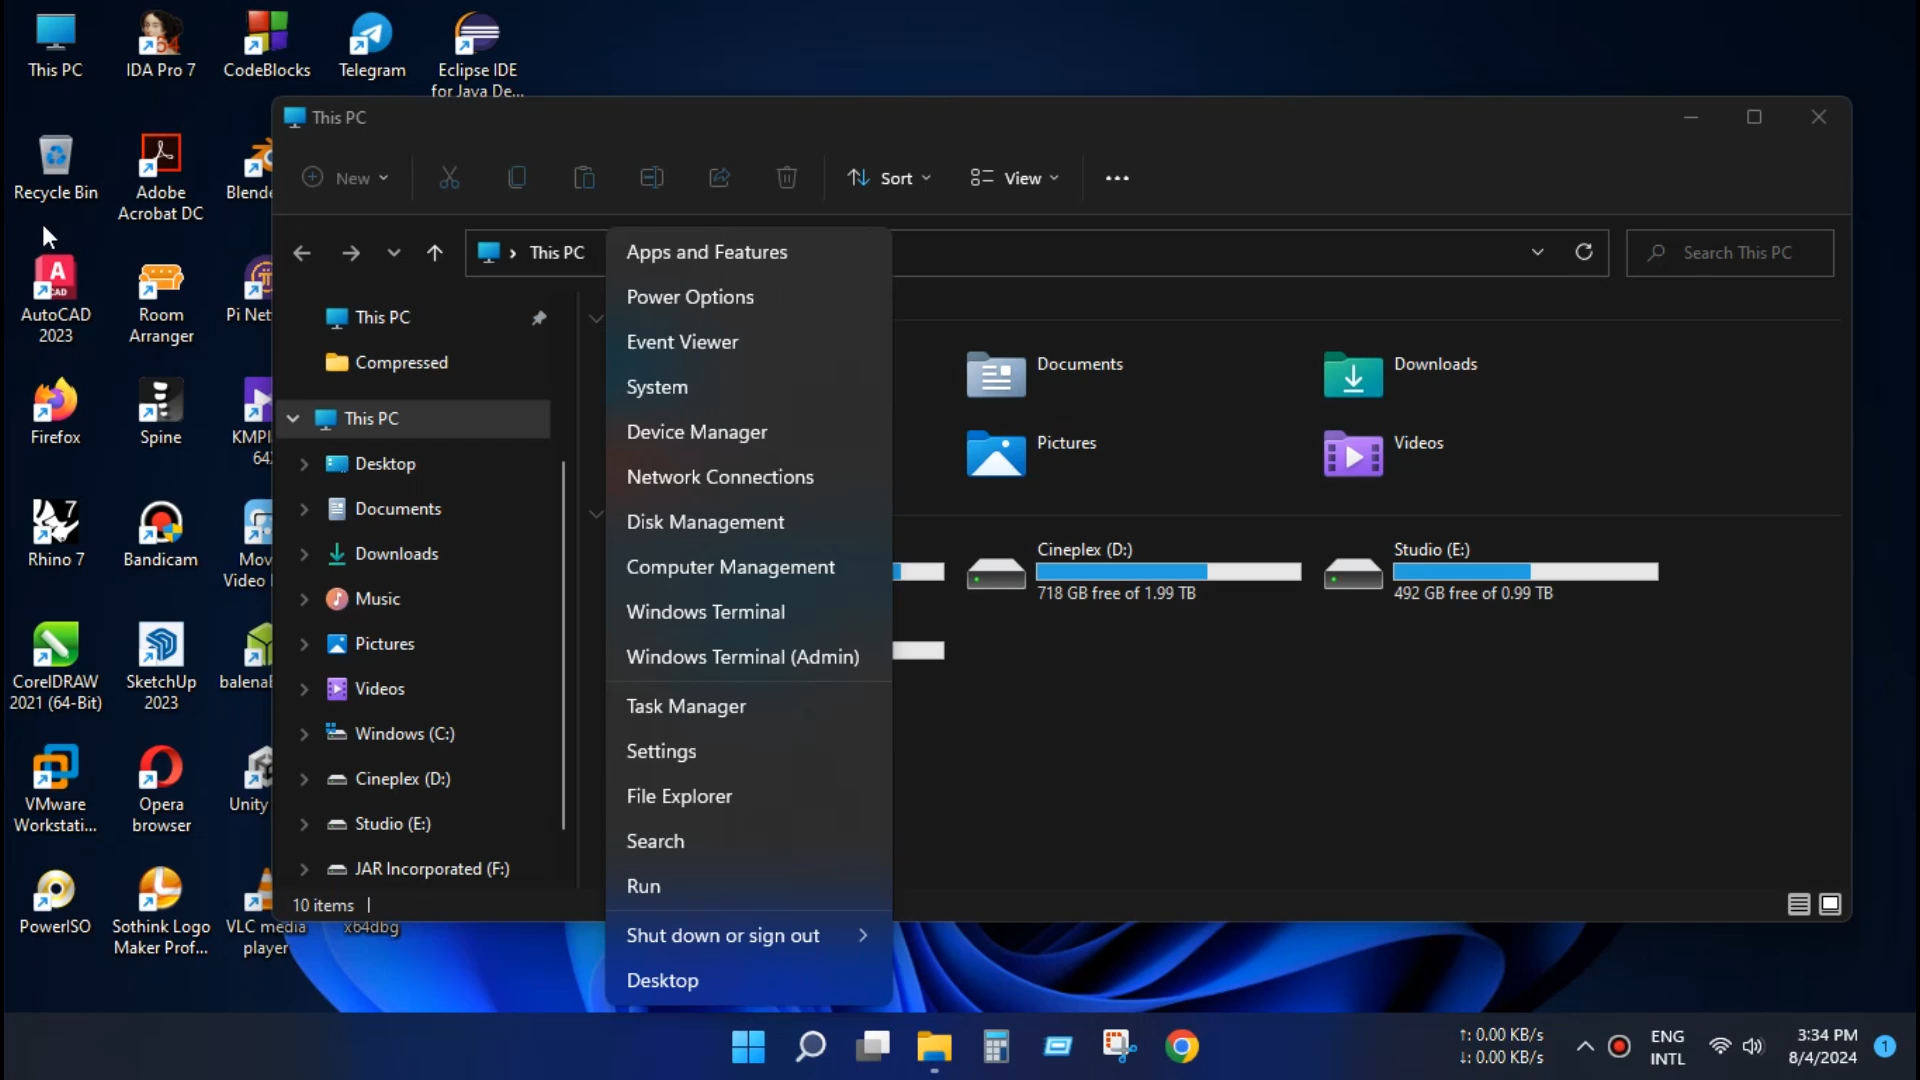 This PC
IDA Pro 7
CodeBlocks
Telegram
Eclipse IDE
for Java De...
Recycle Bin
Adobe
Acrobat DC
Blende
AutoCAD
2023
Room
Arranger
Pi Net
Firefox
Spine
KMPl
64
Rhino 7
Bandicam
Mov
Video
CorelDRAW
2021 (64-Bit)
SketchUp
2023
balenaE
VMware
Workstati...
Opera
browser
Unity
PowerISO
Sothink Logo
Maker Prof...
VLC media
player
x64dbg
This PC
New
Sort
View
This PC
Search This PC
This PC
Compressed
This PC
Desktop
Documents
Downloads
Music
Pictures
Videos
Windows (C:)
Cineplex (D:)
Studio (E:)
JAR Incorporated (F:)
10 items
Apps and Features
Power Options
Event Viewer
System
Device Manager
Network Connections
Disk Management
Computer Management
Windows Terminal
Windows Terminal (Admin)
Task Manager
Settings
File Explorer
Search
Run
Shut down or sign out
Desktop
Documents
Downloads
Pictures
Videos
Cineplex (D:)
718 GB free of 1.99 TB
Studio (E:)
492 GB free of 0.99 TB
↑: 0.00 KB/s
↓: 0.00 KB/s
ENG
INTL
3:34 PM
8/4/2024
1